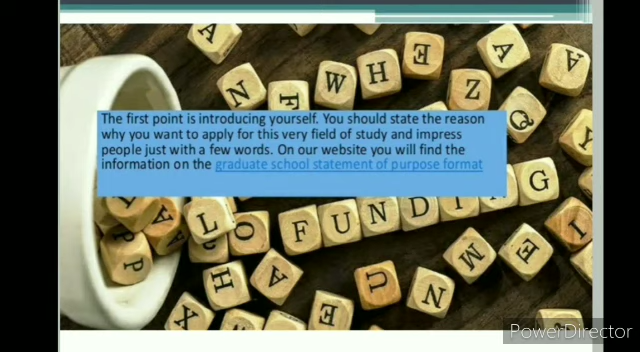 The first point is introducing yourself. You should state the reason
why you want to apply for this very field of study and impress
people just with a few words. On our website you will find the
information on the graduate school statement of purpose format
A
N
F
W
H
E
Z
A
A
Q
Y
L
O
FUNDING
P
H
A
E
U
N
M
E
I
X
PowerDirector